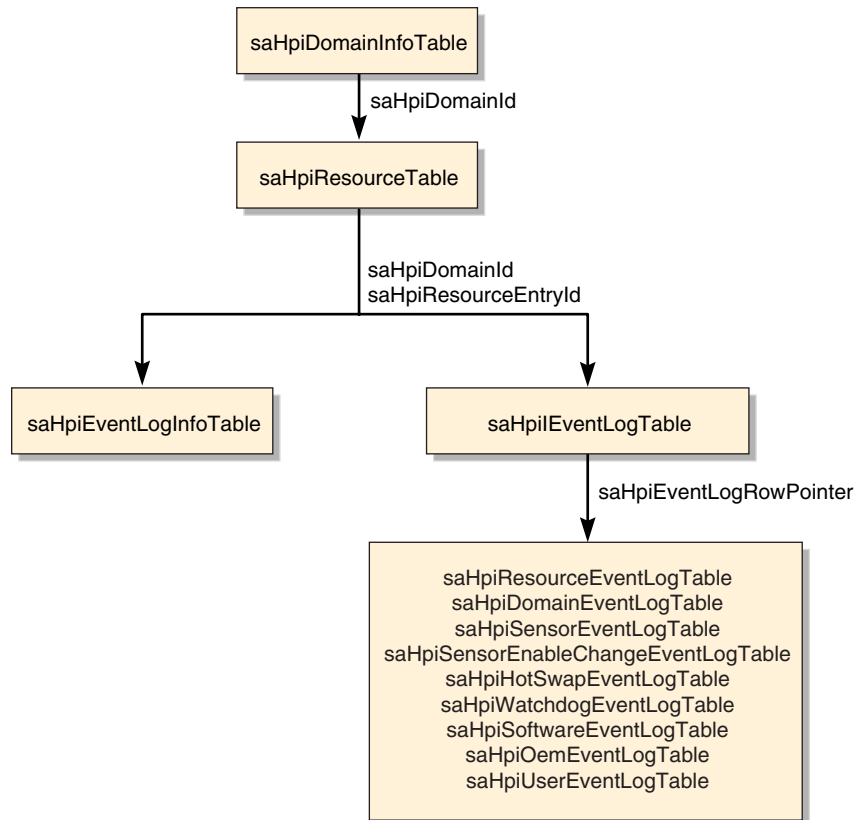 saHpiDomainInfoTable
saHpiDomainId
saHpiResourceTable
saHpiDomainId
saHpiResourceEntryId
saHpiEventLogInfoTable
saHpiIEventLogTable
saHpiEventLogRowPointer
saHpiResourceEventLogTable
saHpiDomainEventLogTable
saHpiSensorEventLogTable
saHpiSensorEnableChangeEventLogTable
saHpiHotSwapEventLogTable
saHpiWatchdogEventLogTable
saHpiSoftwareEventLogTable
saHpiOemEventLogTable
saHpiUserEventLogTable